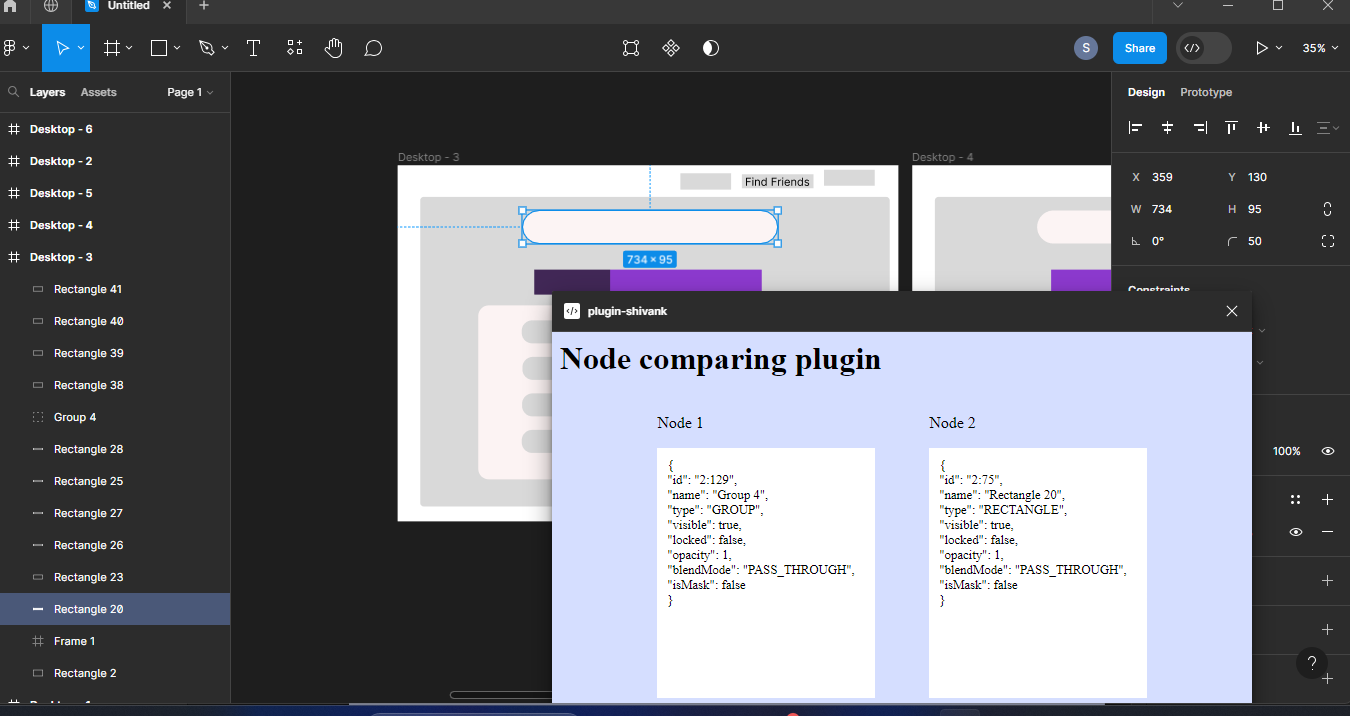 Untitled
S
Share
35%
Layers
Assets
Page 1
Design
Prototype
Desktop - 6
Desktop - 2
Desktop - 5
Desktop - 4
Desktop - 3
Rectangle 41
Rectangle 40
Rectangle 39
Rectangle 38
Group 4
Rectangle 28
Rectangle 25
Rectangle 27
Rectangle 26
Rectangle 23
Rectangle 20
Frame 1
Rectangle 2
Desktop - 3
Find Friends
734 × 95
Desktop - 4
X 359 Y 130
W 734 H 95
0° 50
Constraints
100%
?
plugin-shivank
Node comparing plugin
Node 1
{
"id": "2:129",
"name": "Group 4",
"type": "GROUP",
"visible": true,
"locked": false,
"opacity": 1,
"blendMode": "PASS_THROUGH",
"isMask": false
}
Node 2
{
"id": "2:75",
"name": "Rectangle 20",
"type": "RECTANGLE",
"visible": true,
"locked": false,
"opacity": 1,
"blendMode": "PASS_THROUGH",
"isMask": false
}